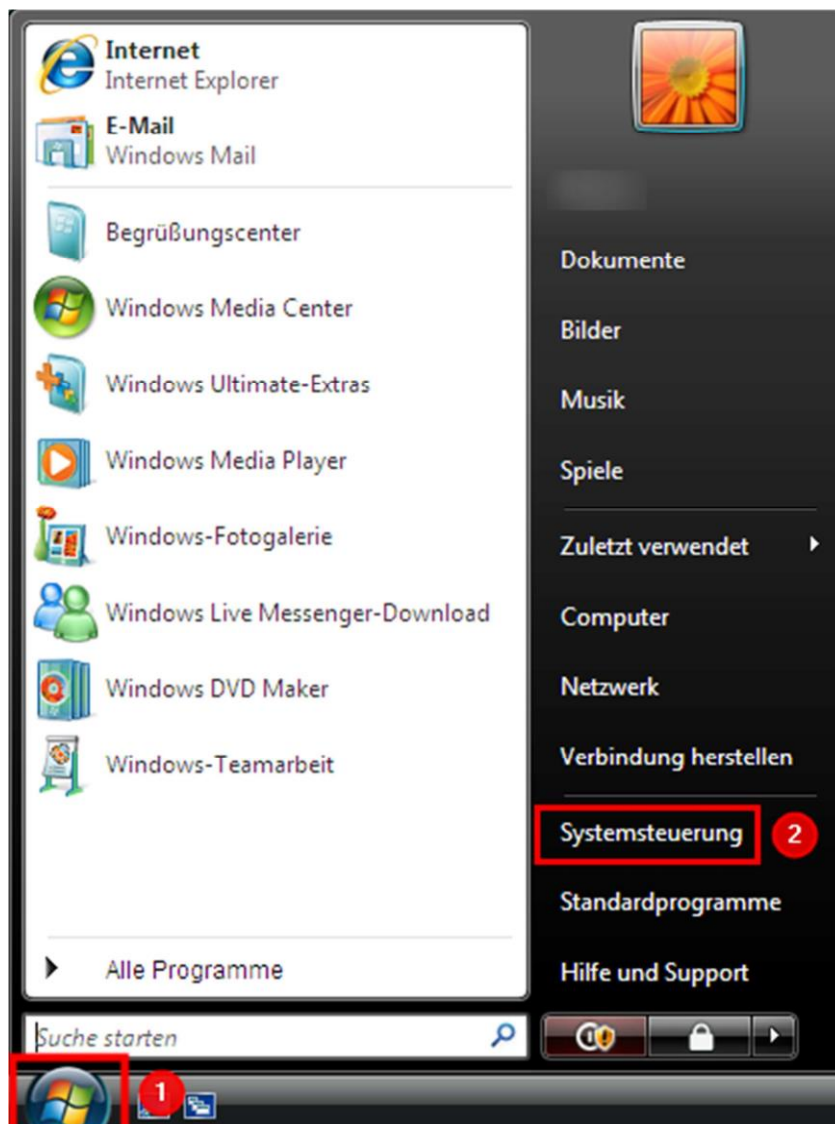 Internet
Internet Explorer
E-Mail
Windows Mail
Begrüßungscenter
Windows Media Center
Windows Ultimate-Extras
Windows Media Player
Windows-Fotogalerie
Windows Live Messenger-Download
Windows DVD Maker
Windows-Teamarbeit
Alle Programme
Suche starten
1
Dokumente
Bilder
Musik
Spiele
Zuletzt verwendet
Computer
Netzwerk
Verbindung herstellen
Systemsteuerung 2
Standardprogramme
Hilfe und Support